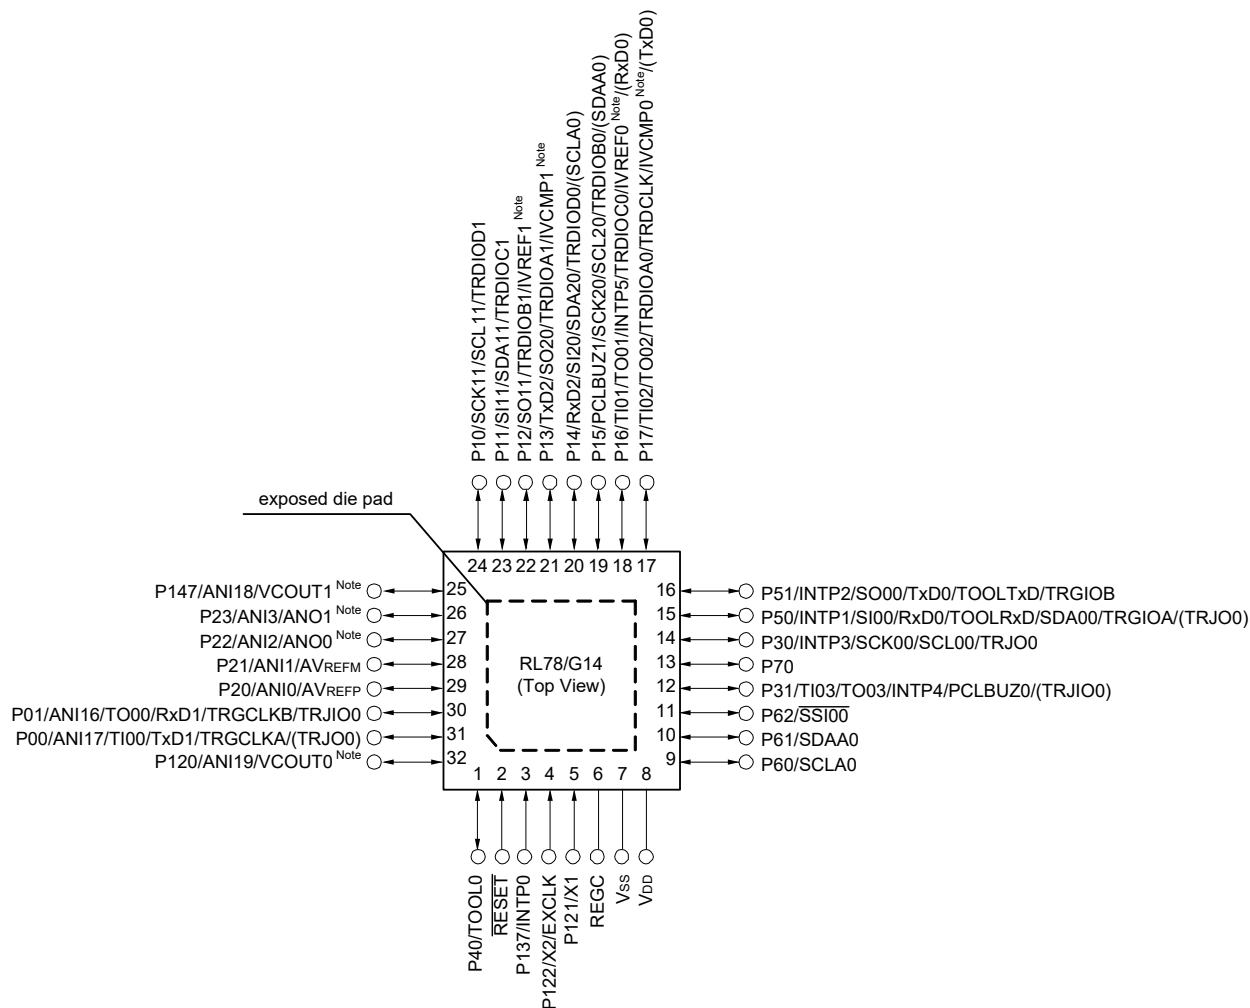 P10/SCK11/SCL11/TRDIOD1
P11/SI11/SDA11/TRDIOC1
P12/SO11/TRDIOB1/IVREF1 Note
P13/TxD2/SO20/TRDIOA1/IVCMP1 Note
P14/RxD2/SI20/SDA20/TRDIOD0/(SCLA0)
P15/PCLBUZ1/SCK20/SCL20/TRDIOB0/(SDAA0)
P16/TI01/TO01/INTP5/TRDIOC0/IVREF0 Note/(RxD0)
P17/TI02/TO02/TRDIOA0/TRDCLK/IVCMP0 Note/(TxD0)
exposed die pad
24 23 22 21 20 19 18 17
P147/ANI18/VCOUT1 Note 25
P23/ANI3/ANO1 Note 26
P22/ANI2/ANO0 Note 27
P21/ANI1/AVREFM 28
P20/ANI0/AVREFP 29
P01/ANI16/TO00/RxD1/TRGCLKB/TRJIO0 30
P00/ANI17/TI00/TxD1/TRGCLKA/(TRJO0) 31
P120/ANI19/VCOUT0 Note 32
RL78/G14
(Top View)
16 P51/INTP2/SO00/TxD0/TOOLTxD/TRGIOB
15 P50/INTP1/SI00/RxD0/TOOLRxD/SDA00/TRGIOA/(TRJO0)
14 P30/INTP3/SCK00/SCL00/TRJO0
13 P70
12 P31/TI03/TO03/INTP4/PCLBUZ0/(TRJIO0)
11 P62/SSI00
10 P61/SDAA0
9 P60/SCLA0
1 2 3 4 5 6 7 8
P40/TOOL0
RESET
P137/INTP0
P122/X2/EXCLK
P121/X1
REGC
VSS
VDD